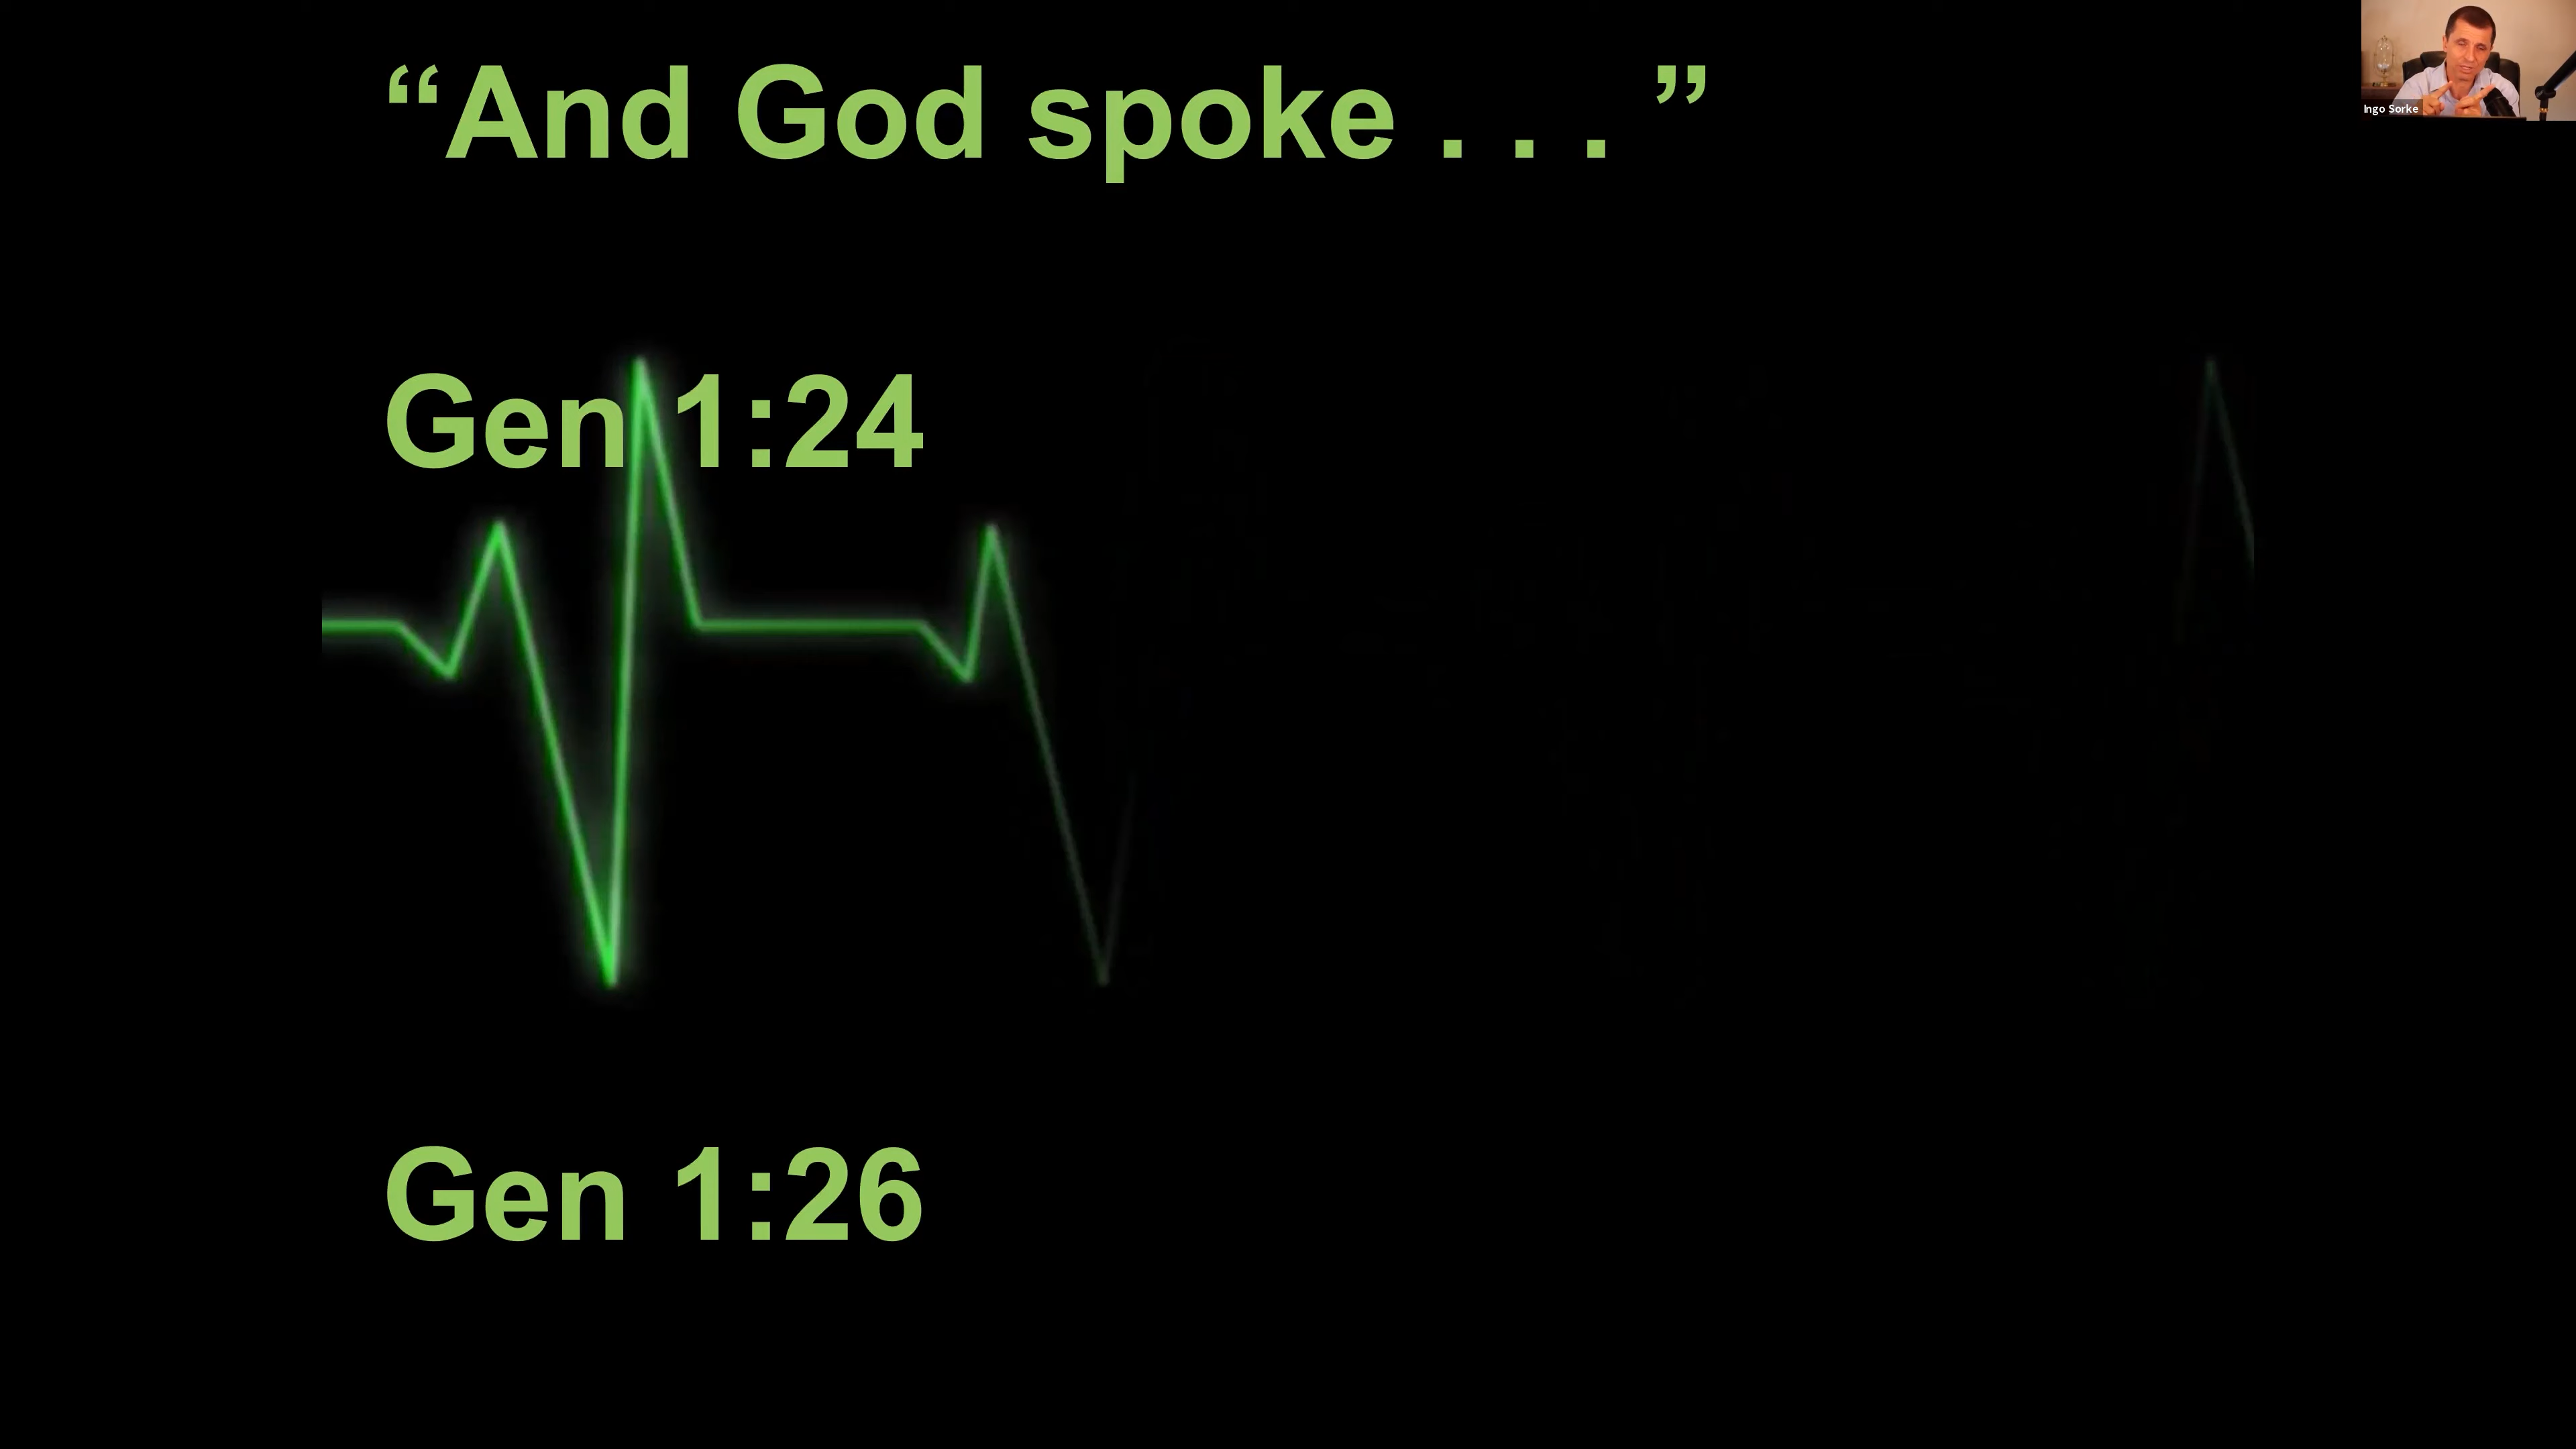 “And God spoke . . . ”
Ingo Sorke
Gen 1:24
Gen 1:26